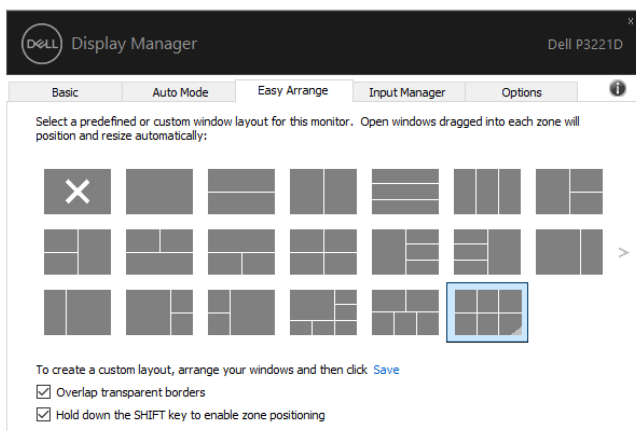 x
DELL Display Manager Dell P3221D
Basic Auto Mode Easy Arrange Input Manager Options
Select a predefined or custom window layout for this monitor. Open windows dragged into each zone will
position and resize automatically:
To create a custom layout, arrange your windows and then click Save
Overlap transparent borders
Hold down the SHIFT key to enable zone positioning